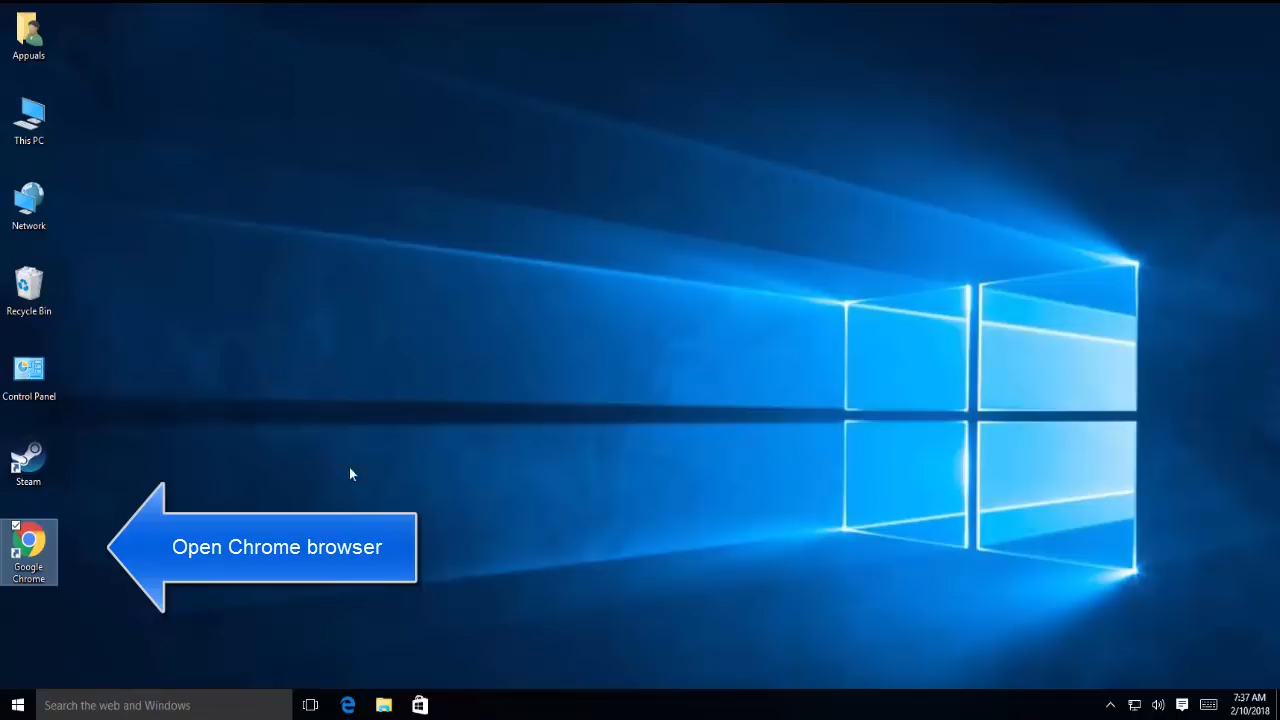 Appuals
This PC
Network
Recycle Bin
Control Panel
Steam
Google
Chrome
Open Chrome browser
Search the web and Windows
7:37 AM
2/10/2018